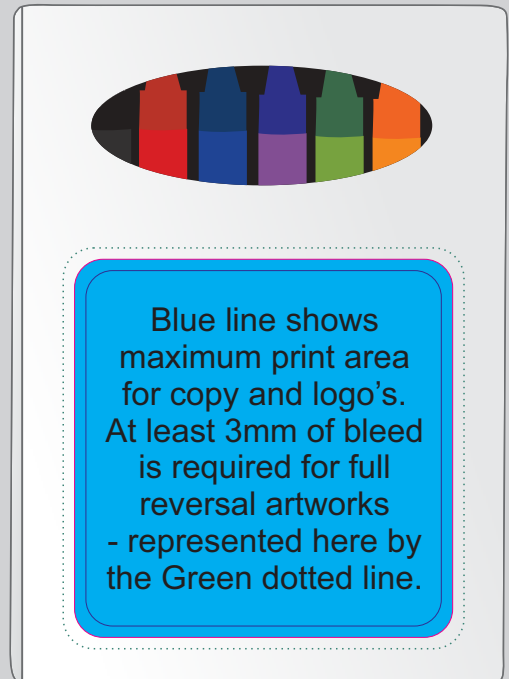 Blue line shows
maximum print area
for copy and logo’s.
At least 3mm of bleed
is required for full
reversal artworks
- represented here by
the Green dotted line.